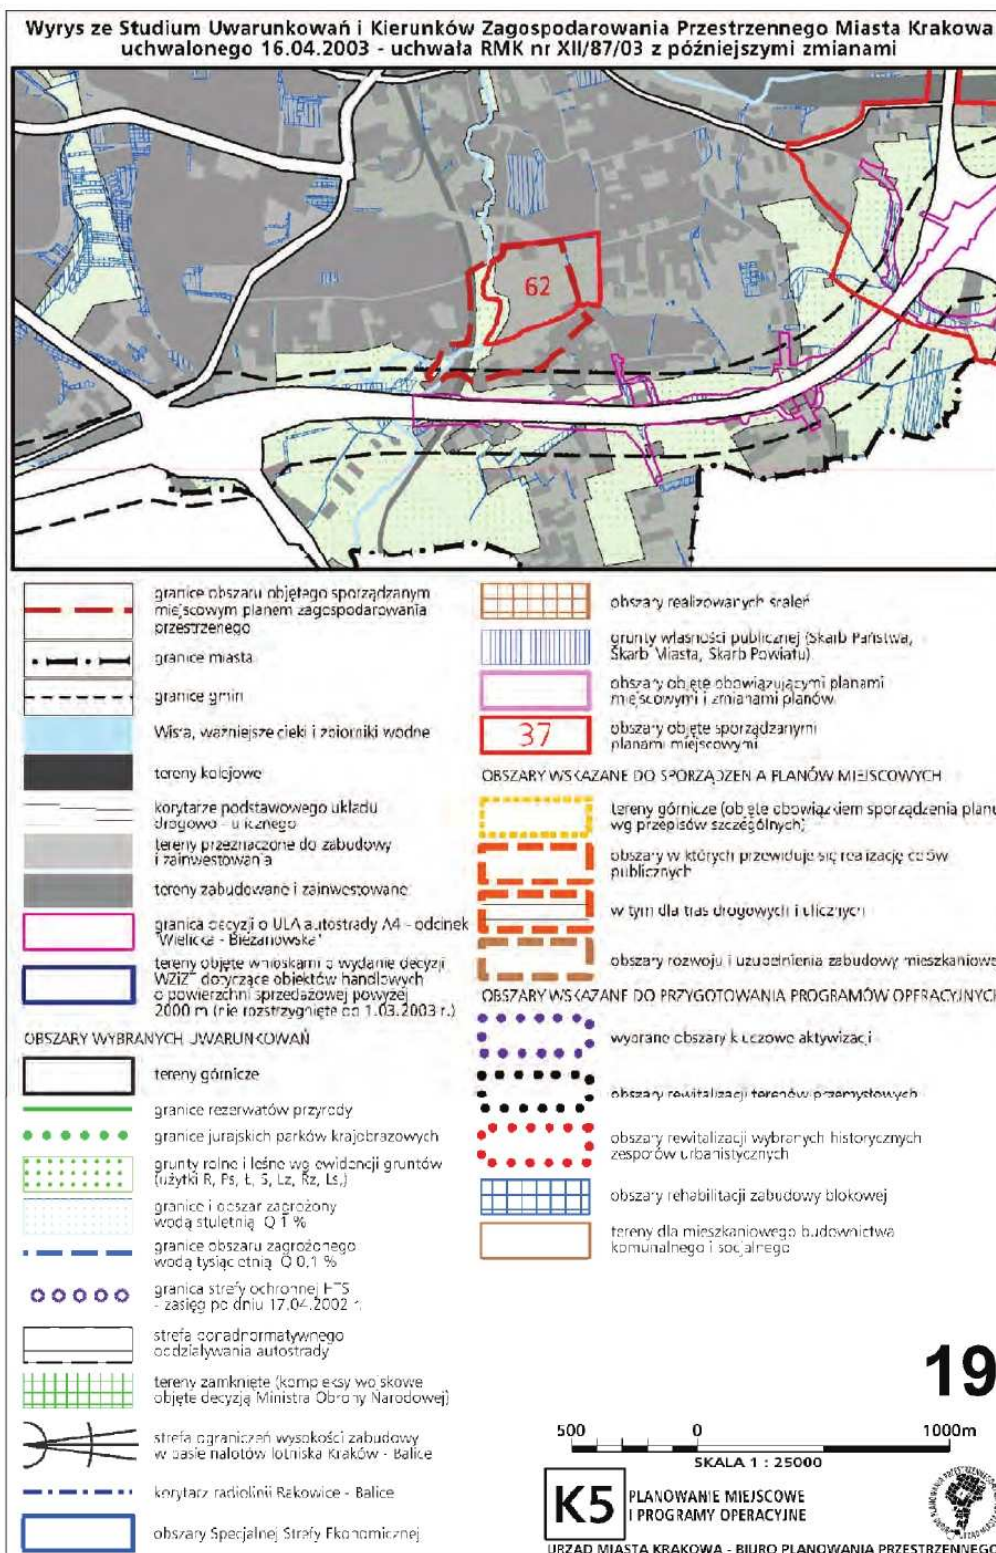 Wyrys ze Studium Uwarunkowań i Kierunków Zagospodarowania Przestrzennego Miasta Krakowa
uchwalonego 16.04.2003 - uchwała RMK nr XII/87/03 z późniejszymi zmianami
62
granice obszaru objętego sporządzanym
miejscowym planem zagospodarowania
przestrzenego
granice miasta
granice gmin
Wisła, ważniejsze cieki i zbiorniki wodne
tereny kolejowe
korytarze podstawowego układu
drogowo - ulicznego
tereny przeznaczone do zabudowy
i zainwestowania
tereny zabudowane i zainwestowane
granica decyzji o ULA autostrady A4 - odcinek
"Wielicka - Bieżanowska"
tereny objęte wnioskami o wydanie decyzji
WZiZT dotyczące obiektów handlowych
o powierzchni sprzedażowej powyżej
2000 m (nie rozstrzygnięte do 1.03.2003 r.)
OBSZARY WYBRANYCH UWARUNKOWAŃ
tereny górnicze
granice rezerwatów przyrody
granice jurajskich parków krajobrazowych
grunty rolne i leśne wg ewidencji gruntów
(użytki R, Ps, Ł, S, Lz, Rz, Ls,)
granice i obszar zagrożony
wodą stuletnią Q 1 %
granice obszaru zagrożonego
wodą tysiącletnią Q 0,1 %
granica strefy ochronnej HTS
- zasięg po dniu 17.04.2002 r.
strefa ponadnormatywnego
oddziaływania autostrady
tereny zamknięte (kompleksy wojskowe
objęte decyzją Ministra Obrony Narodowej)
strefa ograniczeń wysokości zabudowy
w pasie nalotów lotniska Kraków - Balice
korytarz radiolinii Rakowice - Balice
obszary Specjalnej Strefy Ekonomicznej
obszary realizowanych scaleń
grunty własności publicznej (Skarb Państwa,
Skarb Miasta, Skarb Powiatu)
obszary objęte obowiązującymi planami
miejscowymi i zmianami planów
37
obszary objęte sporządzanymi
planami miejscowymi
OBSZARY WSKAZANE DO SPORZĄDZENIA PLANÓW MIEJSCOWYCH
tereny górnicze (objęte obowiązkiem sporządzenia planu
wg przepisów szczególnych)
obszary w których przewiduje się realizację celów
publicznych
w tym dla tras drogowych i ulicznych
obszary rozwoju i uzupełnienia zabudowy mieszkaniowe
OBSZARY WSKAZANE DO PRZYGOTOWANIA PROGRAMÓW OPERACYJNYCH
wybrane obszary kluczowe aktywizacji
obszary rewitalizacji terenów przemysłowych
obszary rewitalizacji wybranych historycznych
zespołów urbanistycznych
obszary rehabilitacji zabudowy blokowej
tereny dla mieszkaniowego budownictwa
komunalnego i socjalnego
19
500 0 1000m
SKALA 1 : 25000
K5
PLANOWANIE MIEJSCOWE
I PROGRAMY OPERACYJNE
URZĄD MIASTA KRAKOWA - BIURO PLANOWANIA PRZESTRZENNEGO